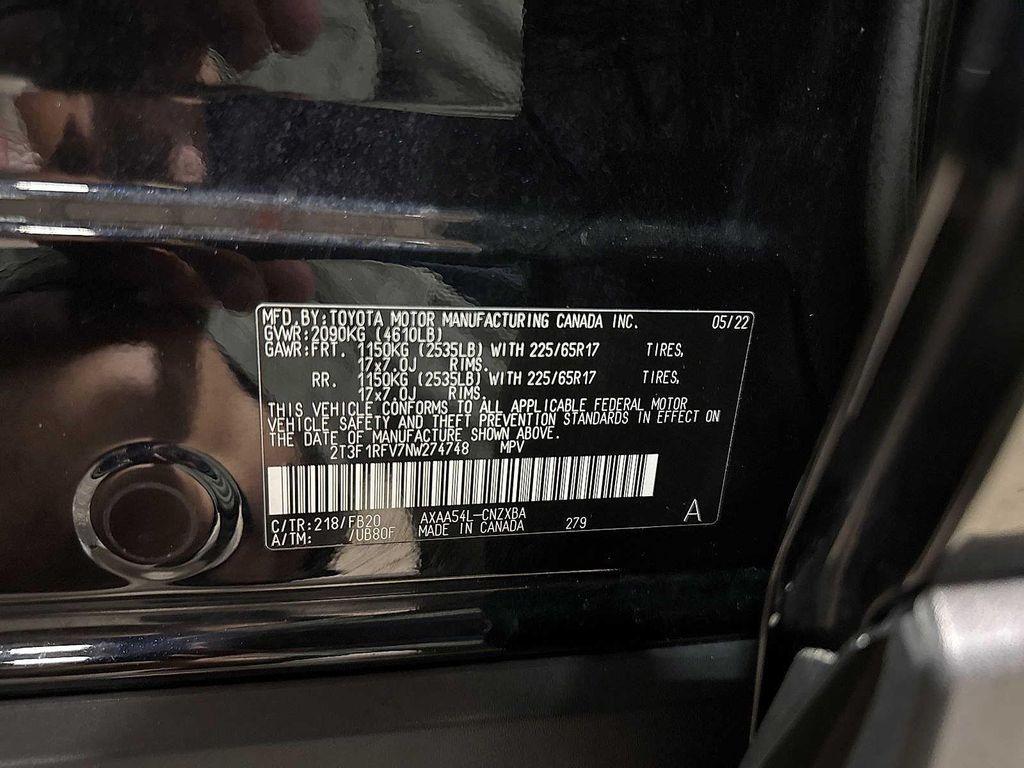 MFD.BY:TOYOTA MOTOR MANUFACTURING CANADA INC. 05/22
GVWR:2090KG (4610LB)
GAWR:FRT. 1150KG (2535LB) WITH 225/65R17 TIRES,
17x7.0J RIMS.
RR. 1150KG (2535LB) WITH 225/65R17 TIRES,
17x7.0J RIMS.
THIS VEHICLE CONFORMS TO ALL APPLICABLE FEDERAL MOTOR
VEHICLE SAFETY AND THEFT PREVENTION STANDARDS IN EFFECT ON
THE DATE OF MANUFACTURE SHOWN ABOVE.
2T3F1RFV7NW274748 MPV
C/TR:218/FB20 AXAA54L-CNZXBA 279 A
A/TM: /UB80F MADE IN CANADA